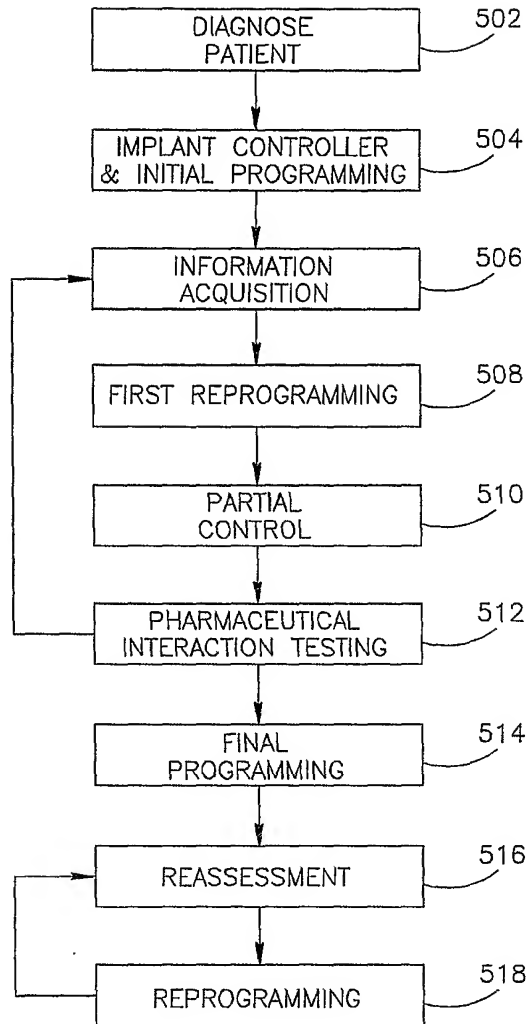 DIAGNOSE
PATIENT
502
IMPLANT CONTROLLER
& INITIAL PROGRAMMING
504
INFORMATION
ACQUISITION
506
FIRST REPROGRAMMING
508
PARTIAL
CONTROL
510
PHARMACEUTICAL
INTERACTION TESTING
512
FINAL
PROGRAMMING
514
REASSESSMENT
516
REPROGRAMMING
518